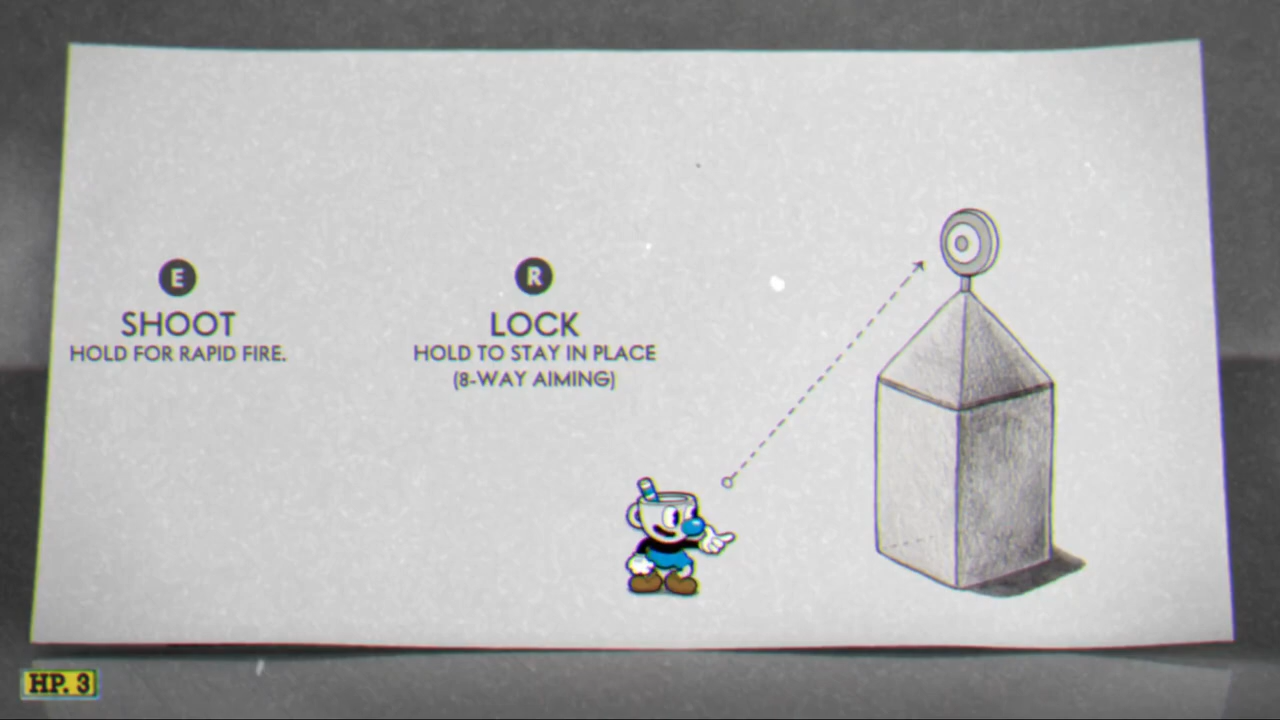 E
SHOOT
HOLD FOR RAPID FIRE.
R
LOCK
HOLD TO STAY IN PLACE
(8-WAY AIMING)
HP. 3